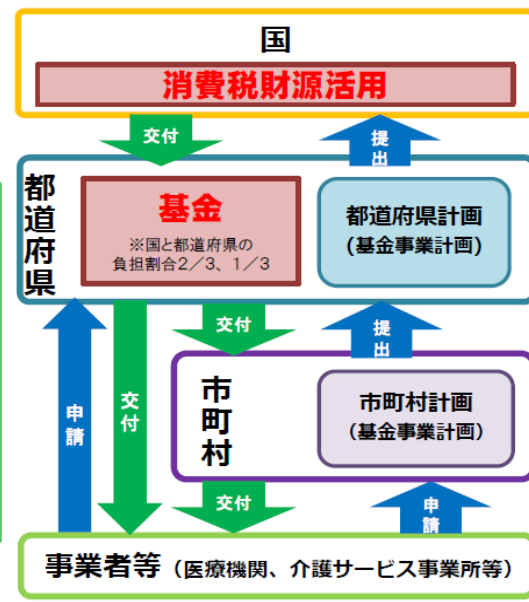 国
消費税財源活用
交付
提出
都道府県
基金
※国と都道府県の
負担割合2/3、1/3
都道府県計画
(基金事業計画)
交付
提出
申請
交付
市町村
市町村計画
(基金事業計画)
交付
申請
事業者等(医療機関、介護サービス事業所等)